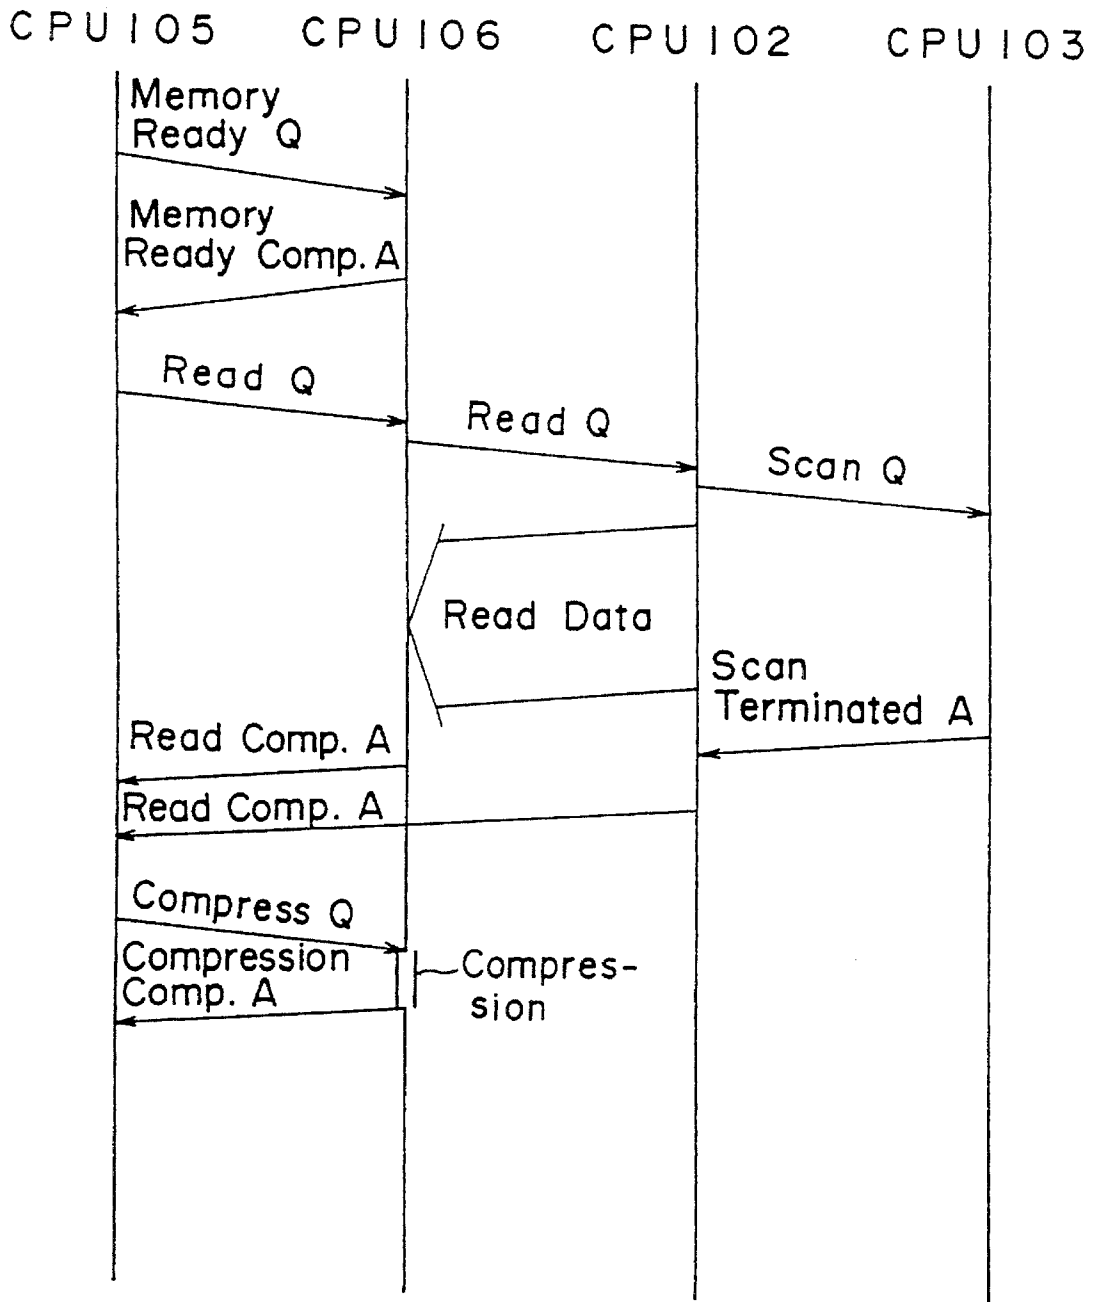 CPU105 CPU106 CPU102 CPU103
Memory
Ready Q
Memory
Ready Comp. A
Read Q
Read Q
Scan Q
Read Data
Scan
Terminated A
Read Comp. A
Read Comp. A
Compress Q
Compression
Comp. A
Compres-
sion